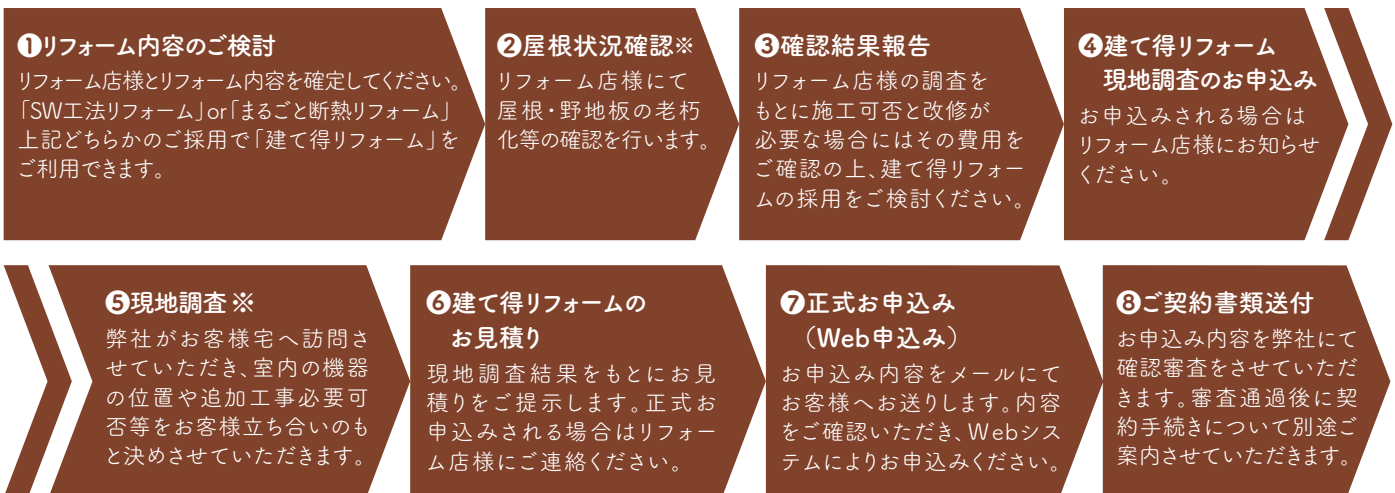 ❶リフォーム内容のご検討
リフォーム店様とリフォーム内容を確定してください。
「SW工法リフォーム」or「まるごと断熱リフォーム」
上記どちらかのご採用で「建て得リフォーム」を
ご利用できます。
❷屋根状況確認※
リフォーム店様にて
屋根・野地板の老朽
化等の確認を行います。
❸確認結果報告
リフォーム店様の調査を
もとに施工可否と改修が
必要な場合にはその費用を
ご確認の上、建て得リフォー
ムの採用をご検討ください。
❹建て得リフォーム
現地調査のお申込み
お申込みされる場合は
リフォーム店様にお知らせ
ください。
❺現地調査※
弊社がお客様宅へ訪問さ
せていただき、室内の機器
の位置や追加工事必要可
否等をお客様立ち合いのも
と決めさせていただきます。
❻建て得リフォームの
お見積り
現地調査結果をもとにお見
積りをご提示します。正式お
申込みされる場合はリフォー
ム店様にご連絡ください。
❼正式お申込み
（Web申込み）
お申込み内容をメールにて
お客様へお送りします。内容
をご確認いただき、Webシス
テムによりお申込みください。
❽ご契約書類送付
お申込み内容を弊社にて
確認審査をさせていただ
きます。審査通過後に契
約手続きについて別途ご
案内させていただきます。